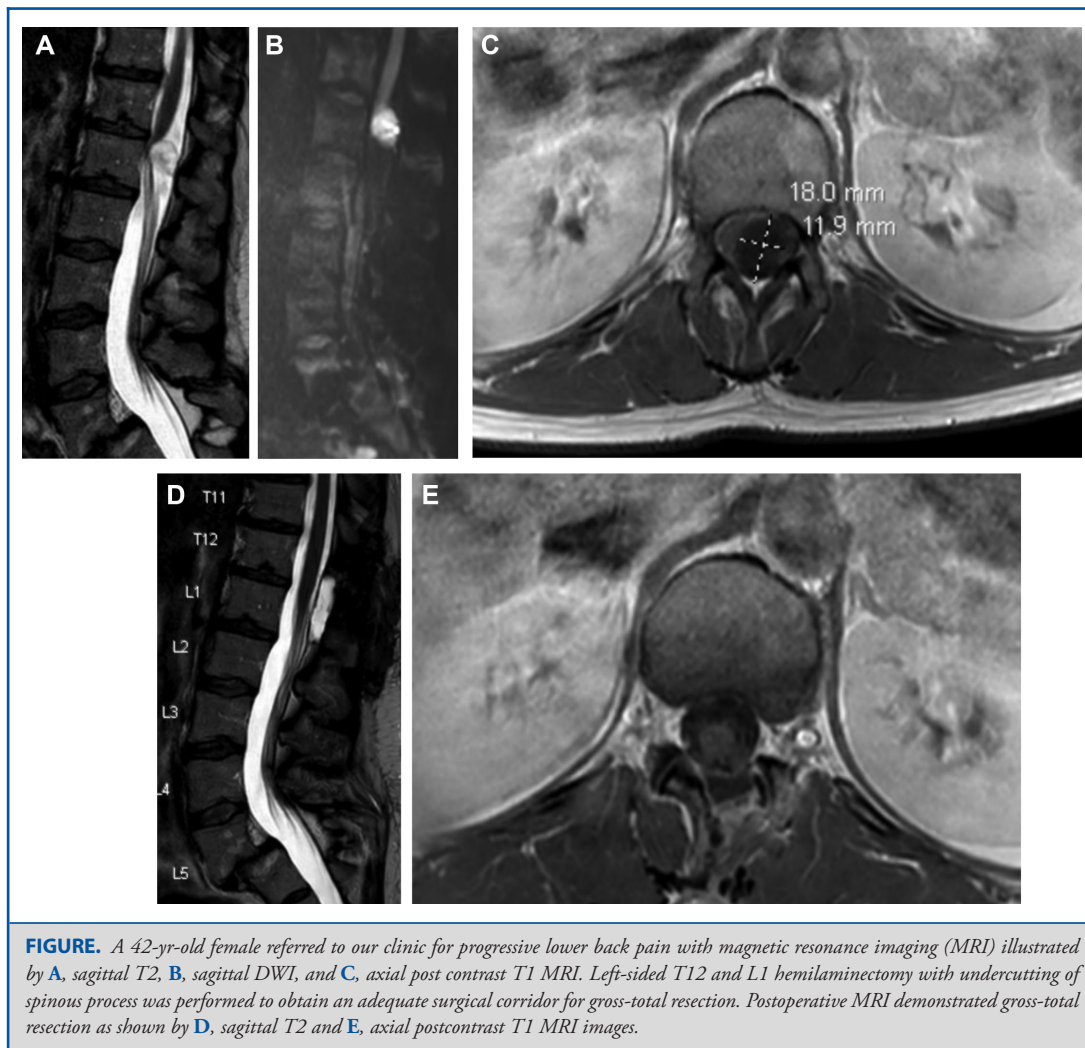 A
B
C
18.0 mm
11.9 mm
D
T11
T12
L1
L2
L3
L4
L5
E
FIGURE. A 42-yr-old female referred to our clinic for progressive lower back pain with magnetic resonance imaging (MRI) illustrated
by A, sagittal T2, B, sagittal DWI, and C, axial post contrast T1 MRI. Left-sided T12 and L1 hemilaminectomy with undercutting of
spinous process was performed to obtain an adequate surgical corridor for gross-total resection. Postoperative MRI demonstrated gross-total
resection as shown by D, sagittal T2 and E, axial postcontrast T1 MRI images.